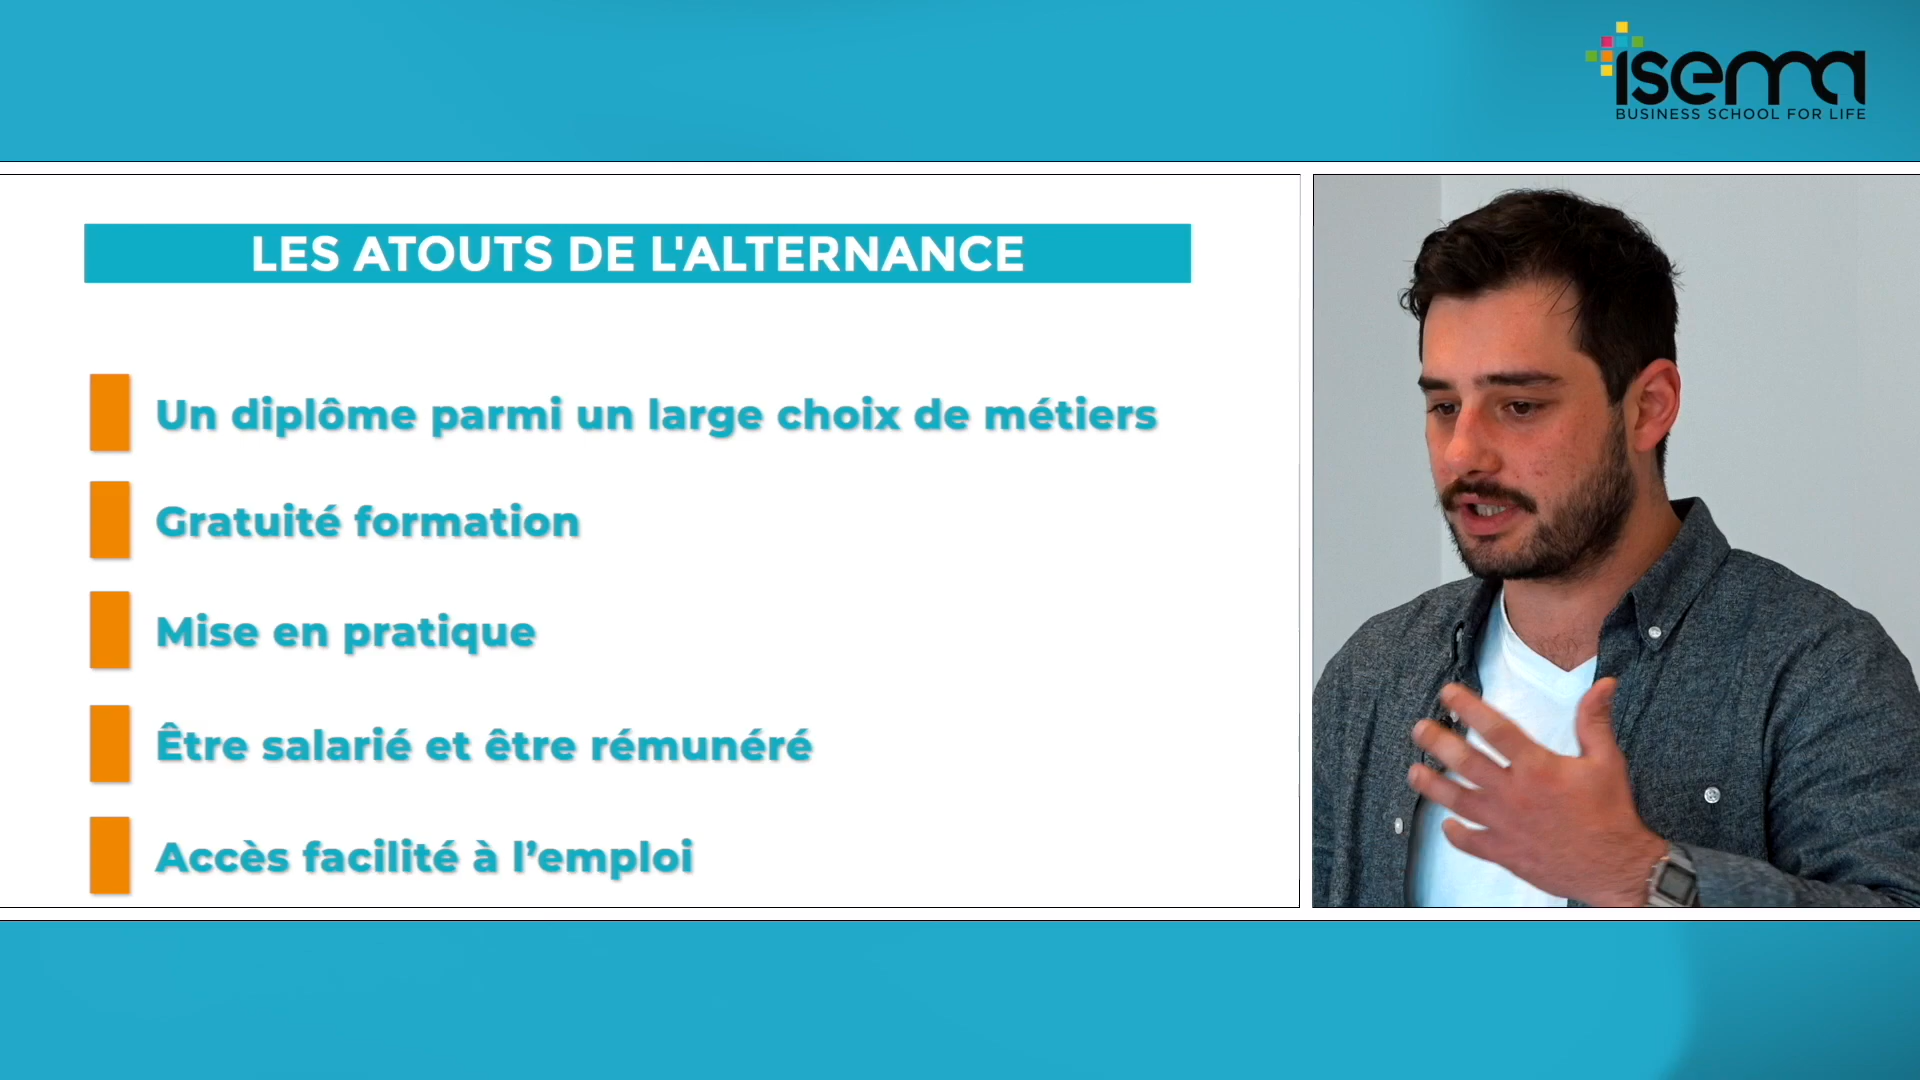 isema
BUSINESS SCHOOL FOR LIFE
LES ATOUTS DE L'ALTERNANCE
Un diplôme parmi un large choix de métiers
Gratuité formation
Mise en pratique
Être salarié et être rémunéré
Accès facilité à l’emploi